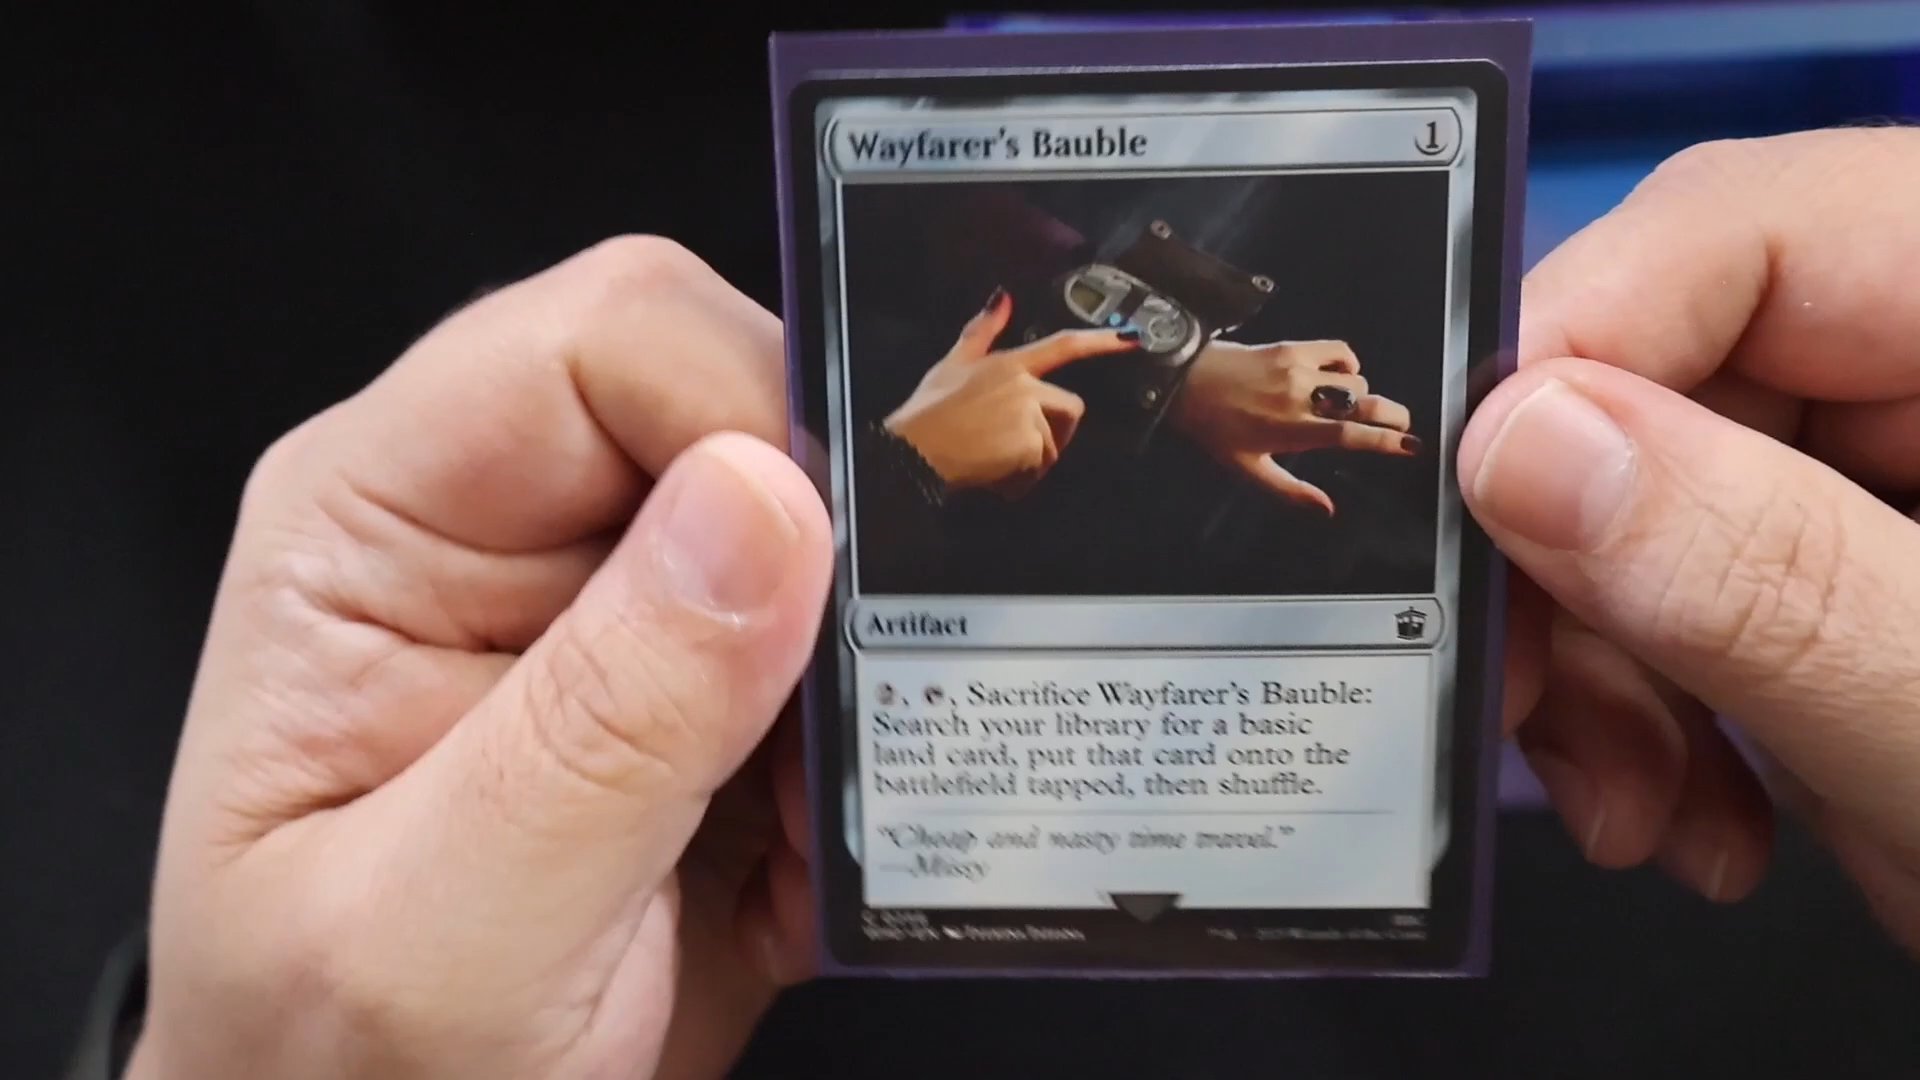 Wayfarer's Bauble 1
Artifact
2, , Sacrifice Wayfarer's Bauble:
Search your library for a basic
land card, put that card onto the
battlefield tapped, then shuffle.
"Cheap and nasty time travel."
—Missy